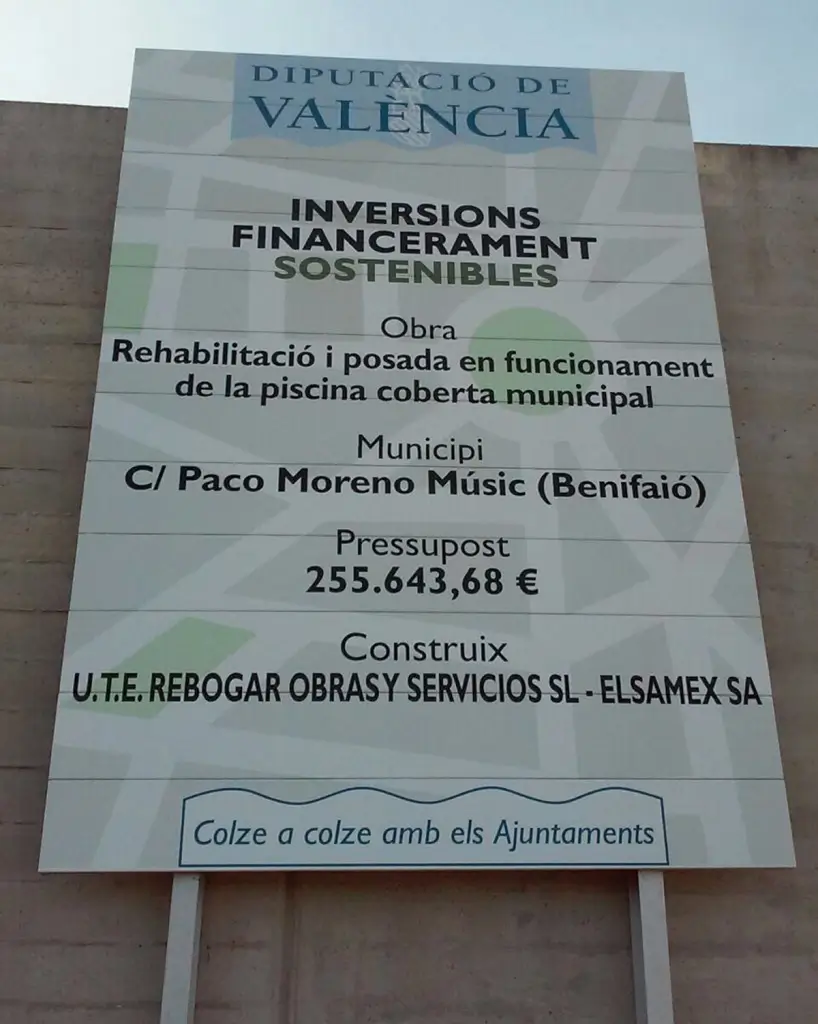 DIPUTACIÓ DE
VALÈNCIA
INVERSIONS
FINANCERAMENT
SOSTENIBLES
Obra
Rehabilitació i posada en funcionament
de la piscina coberta municipal
Municipi
C/ Paco Moreno Músic (Benifaió)
Pressupost
255.643,68 €
Construix
U.T.E. REBOGAR OBRAS Y SERVICIOS SL - ELSAMEX SA
Colze a colze amb els Ajuntaments